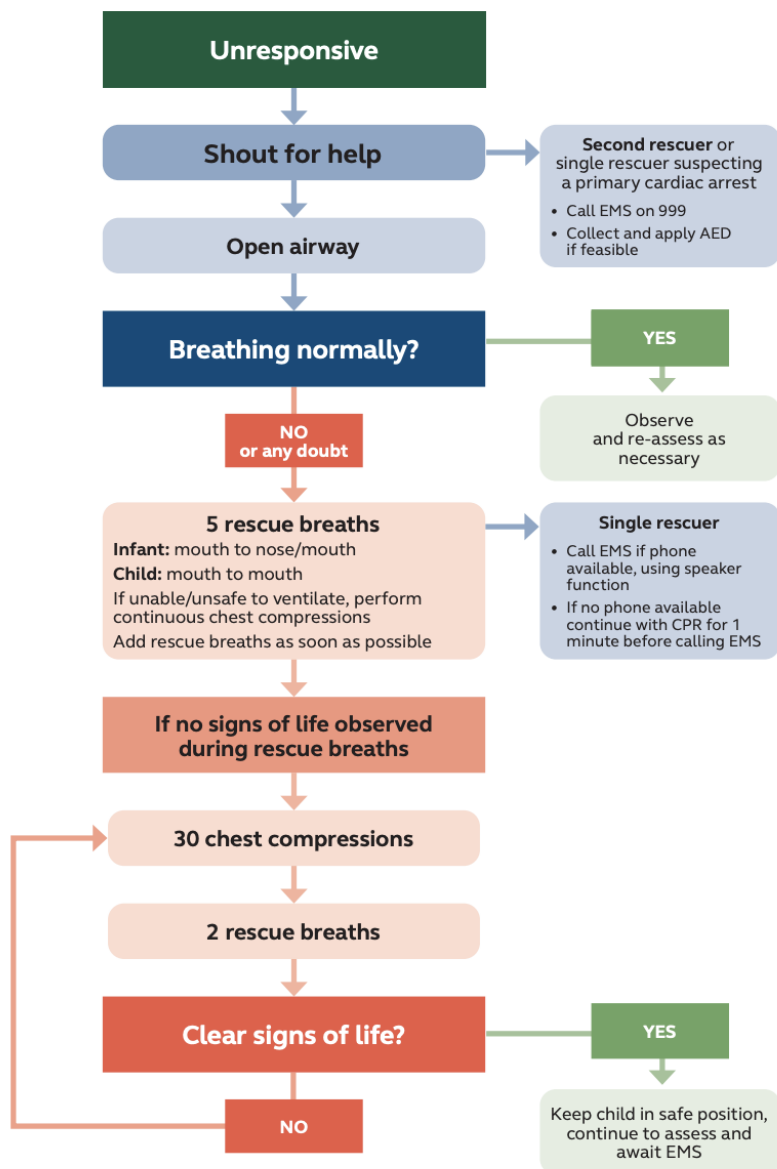 Unresponsive
Shout for help
Second rescuer or
single rescuer suspecting
a primary cardiac arrest
• Call EMS on 999
• Collect and apply AED
if feasible
Open airway
Breathing normally?
YES
Observe
and re-assess as
necessary
NO
or any doubt
5 rescue breaths
Infant: mouth to nose/mouth
Child: mouth to mouth
If unable/unsafe to ventilate, perform
continuous chest compressions
Add rescue breaths as soon as possible
Single rescuer
• Call EMS if phone
available, using speaker
function
• If no phone available
continue with CPR for 1
minute before calling EMS
If no signs of life observed
during rescue breaths
30 chest compressions
2 rescue breaths
Clear signs of life?
YES
Keep child in safe position,
continue to assess and
await EMS
NO